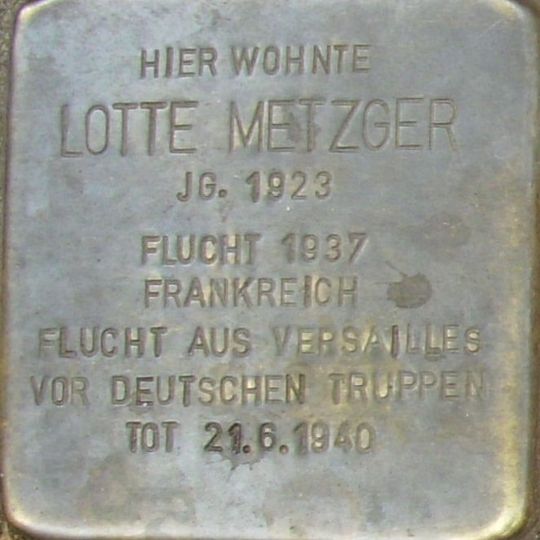 HIER WOHNTE
LOTTE METZGER
JG. 1923
FLUCHT 1937
FRANKREICH
FLUCHT AUS VERSAILLES
VOR DEUTSCHEN TRUPPEN
TOT 21.6.1940